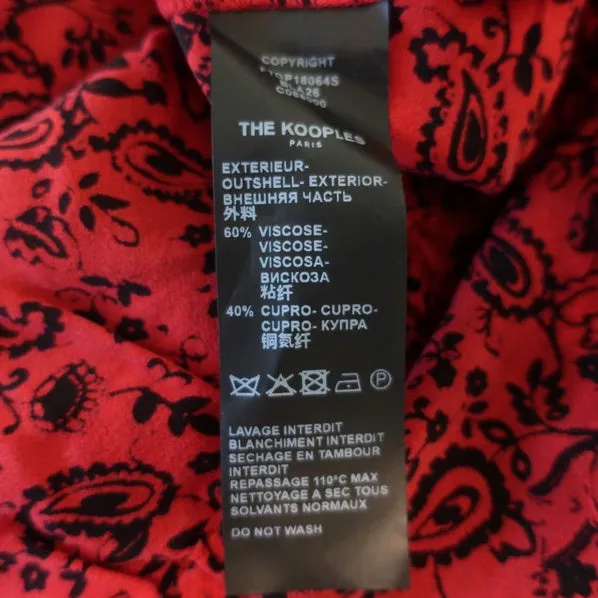 COPYRIGHT
THE KOOPLES
PARIS
EXTERIEUR-
OUTSHELL- EXTERIOR-
ВНЕШНЯЯ ЧАСТЬ
外料
60% VISCOSE-
VISCOSE-
VISCOSA-
ВИСКОЗА
粘纤
40% CUPRO- CUPRO-
CUPRO- КУПРА
铜氨纤
P
LAVAGE INTERDIT
BLANCHIMENT INTERDIT
SECHAGE EN TAMBOUR
INTERDIT
REPASSAGE 110°C MAX
NETTOYAGE A SEC TOUS
SOLVANTS NORMAUX
DO NOT WASH